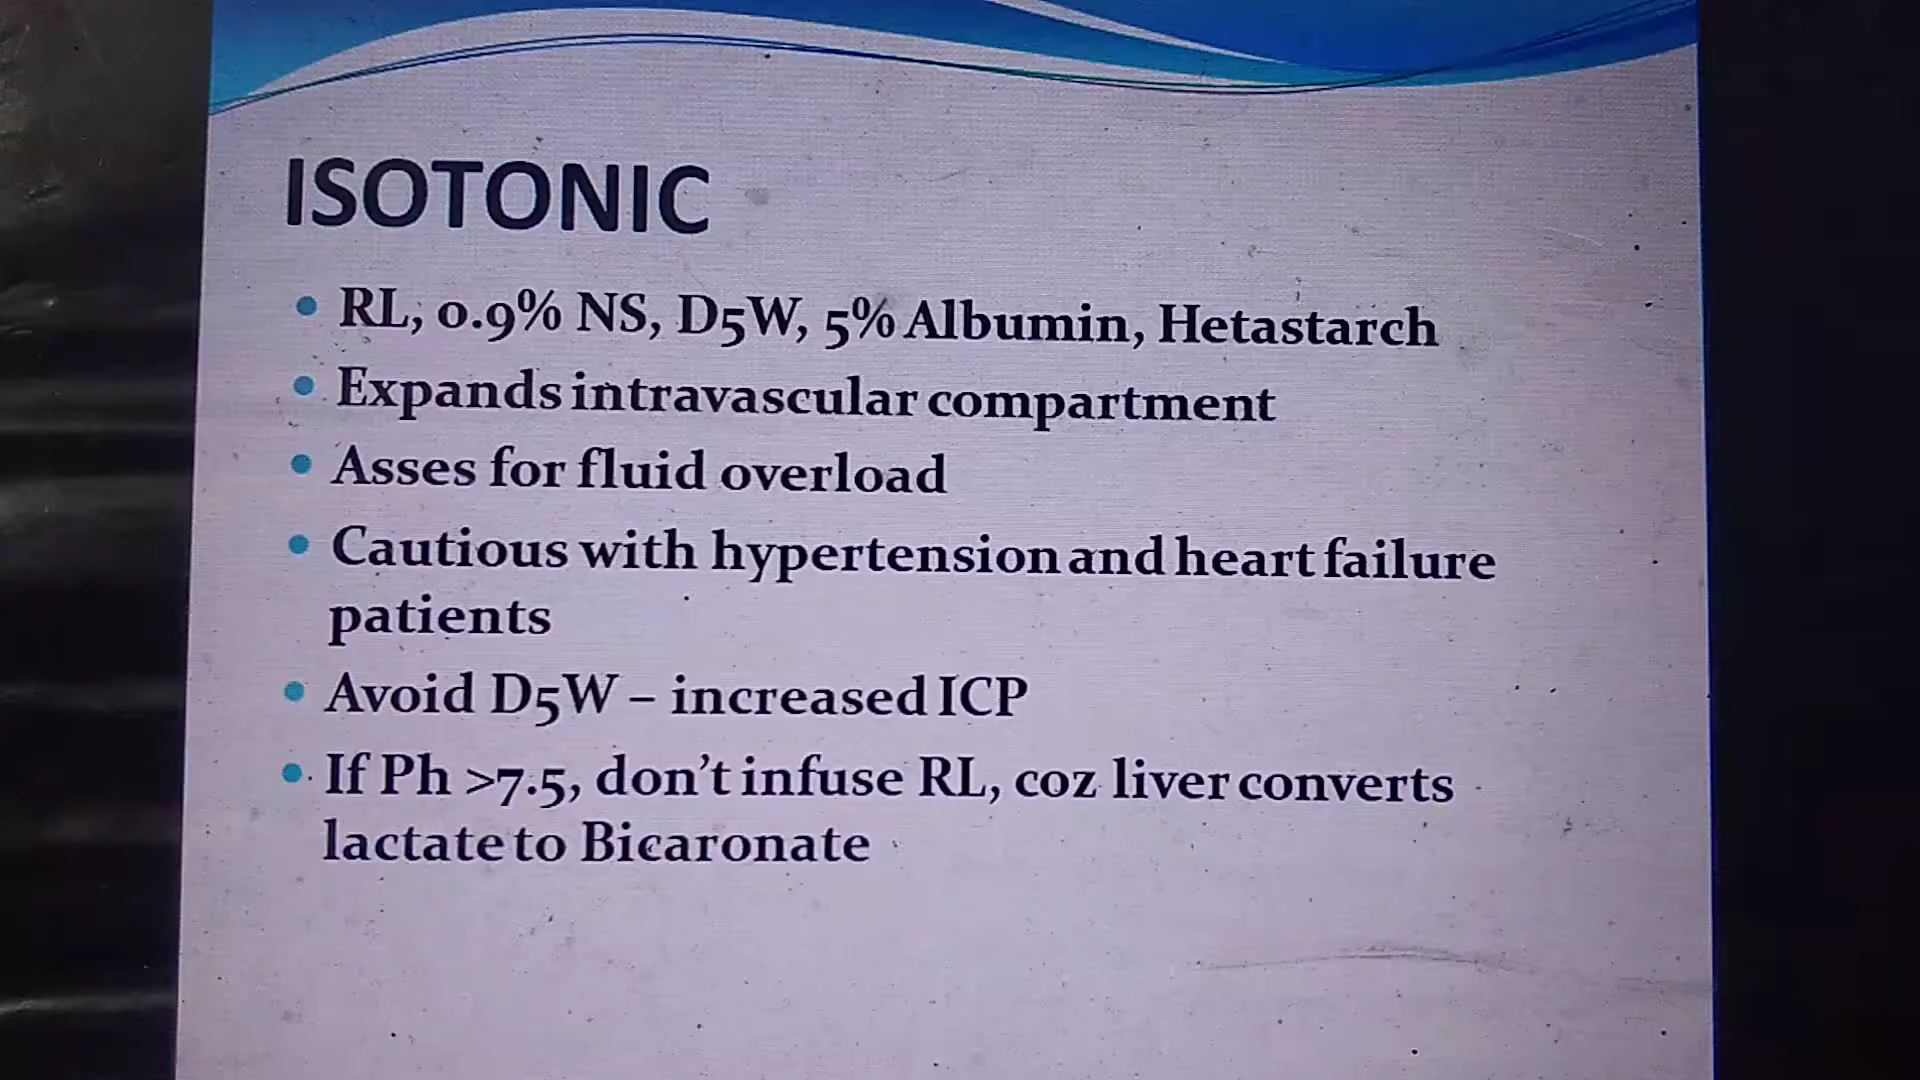 ISOTONIC
RL, 0.9% NS, D5W, 5% Albumin, Hetastarch
Expands intravascular compartment
Asses for fluid overload
Cautious with hypertension and heart failure
patients
Avoid D5W – increased ICP
If Ph >7.5, don't infuse RL, coz liver converts
lactate to Bicaronate